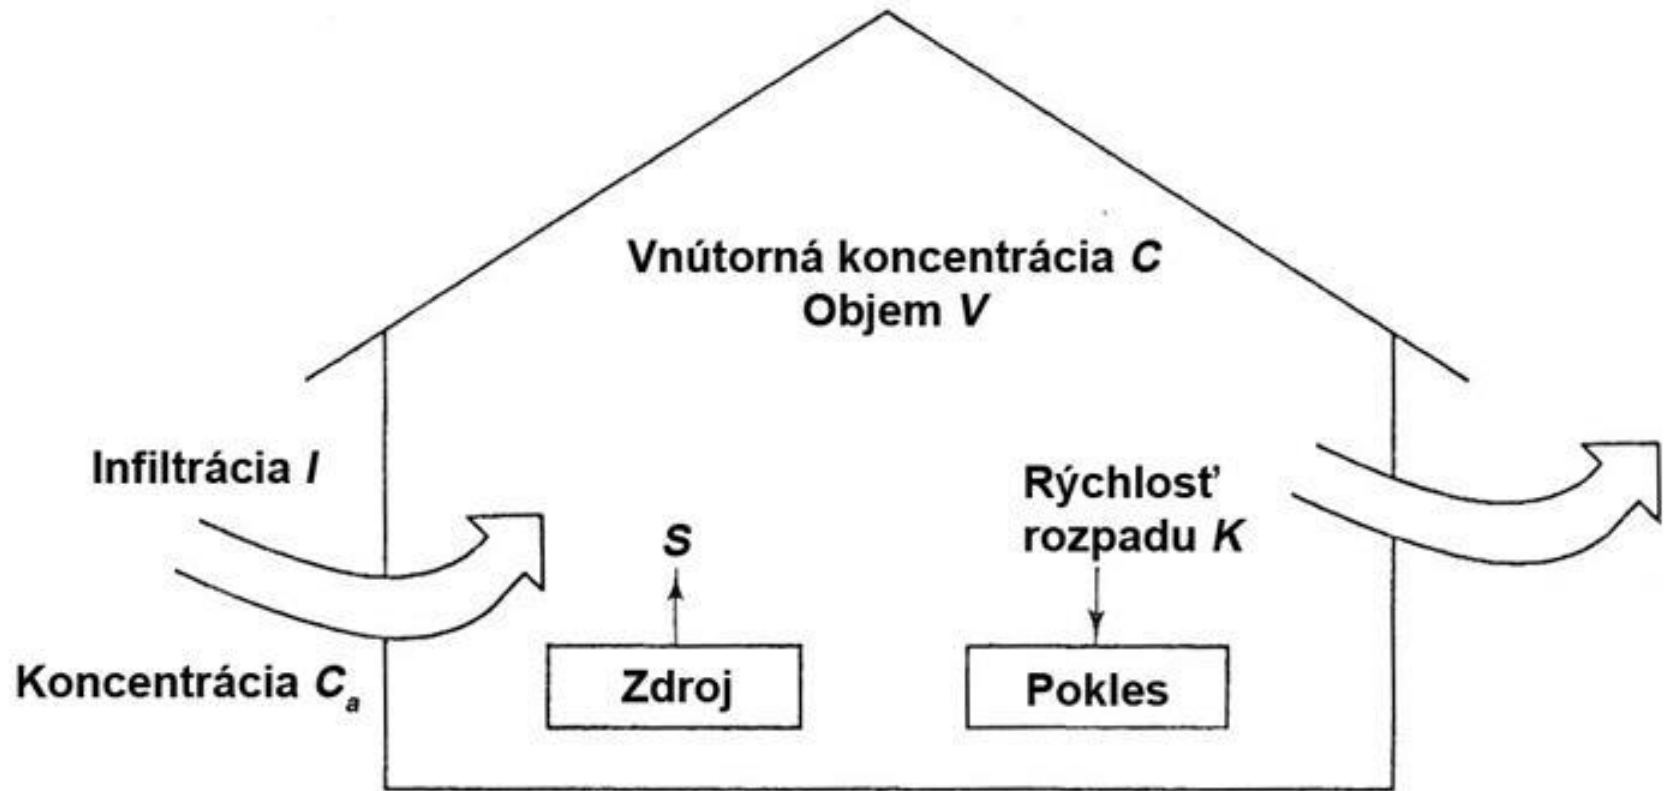 Vnútorná koncentrácia C
Objem V
Infiltrácia I
Rýchlosť
rozpadu K
S
Koncentrácia Ca
Zdroj
Pokles